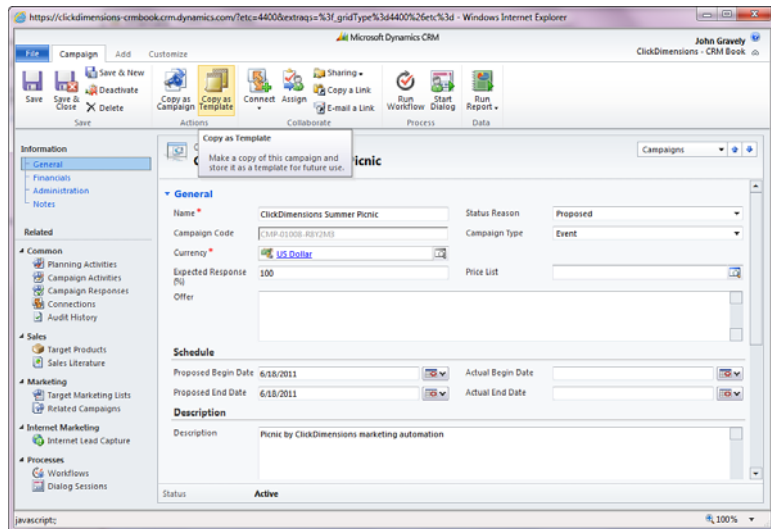 https://clickdimensions-crmbook.crm.dynamics.com/?etc=4400&extraqs=%3f_gridType%3d4400%26etc%3d - Windows Internet Explorer
Microsoft Dynamics CRM
John Gravely
ClickDimensions - CRM Book
File Campaign Add Customize
Save
Save & Close
Save & New
Deactivate
Delete
Copy as Campaign
Copy as Template
Connect
Assign
Sharing
Copy a Link
E-mail a Link
Run Workflow
Start Dialog
Run Report
Save Actions Collaborate Process Data
Copy as Template
Make a copy of this campaign and
store it as a template for future use.
icnic
Campaigns
Information
General
Financials
Administration
Notes
Related
Common
Planning Activities
Campaign Activities
Campaign Responses
Connections
Audit History
Sales
Target Products
Sales Literature
Marketing
Target Marketing Lists
Related Campaigns
Internet Marketing
Internet Lead Capture
Processes
Workflows
Dialog Sessions
General
Name * ClickDimensions Summer Picnic Status Reason Proposed
Campaign Code CMP-01008-R8Y2M3 Campaign Type Event
Currency * US Dollar
Expected Response (%) 100 Price List
Offer
Schedule
Proposed Begin Date 6/18/2011 Actual Begin Date
Proposed End Date 6/18/2011 Actual End Date
Description
Description Picnic by ClickDimensions marketing automation
Status Active
javascript:; 100%